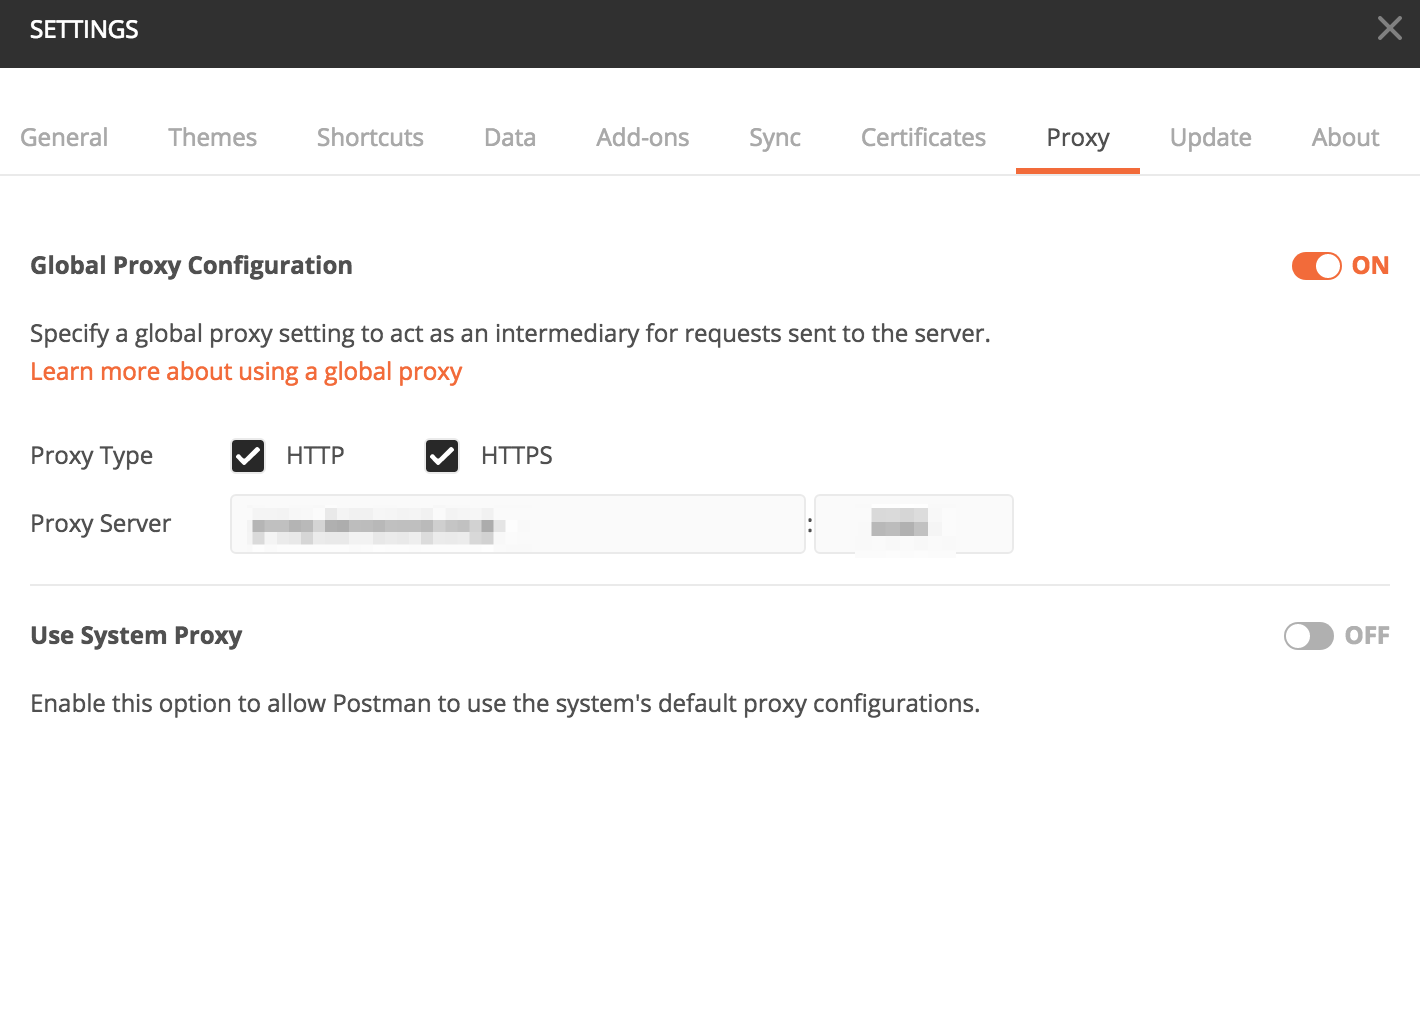 SETTINGS
General Themes Shortcuts Data Add-ons Sync Certificates Proxy Update About
Global Proxy Configuration ON
Specify a global proxy setting to act as an intermediary for requests sent to the server.
Learn more about using a global proxy
Proxy Type HTTP HTTPS
Proxy Server :
Use System Proxy OFF
Enable this option to allow Postman to use the system's default proxy configurations.